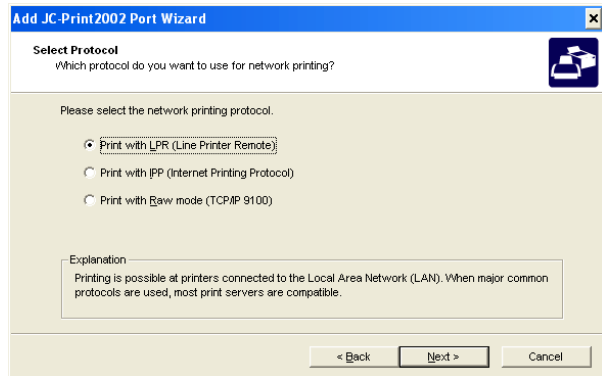 Add JC-Print2002 Port Wizard
Select Protocol
Which protocol do you want to use for network printing?
Please select the network printing protocol.
Print with LPR (Line Printer Remote)
Print with IPP (Internet Printing Protocol)
Print with Raw mode (TCP/IP 9100)
Explanation
Printing is possible at printers connected to the Local Area Network (LAN). When major common
protocols are used, most print servers are compatible.
< Back Next > Cancel